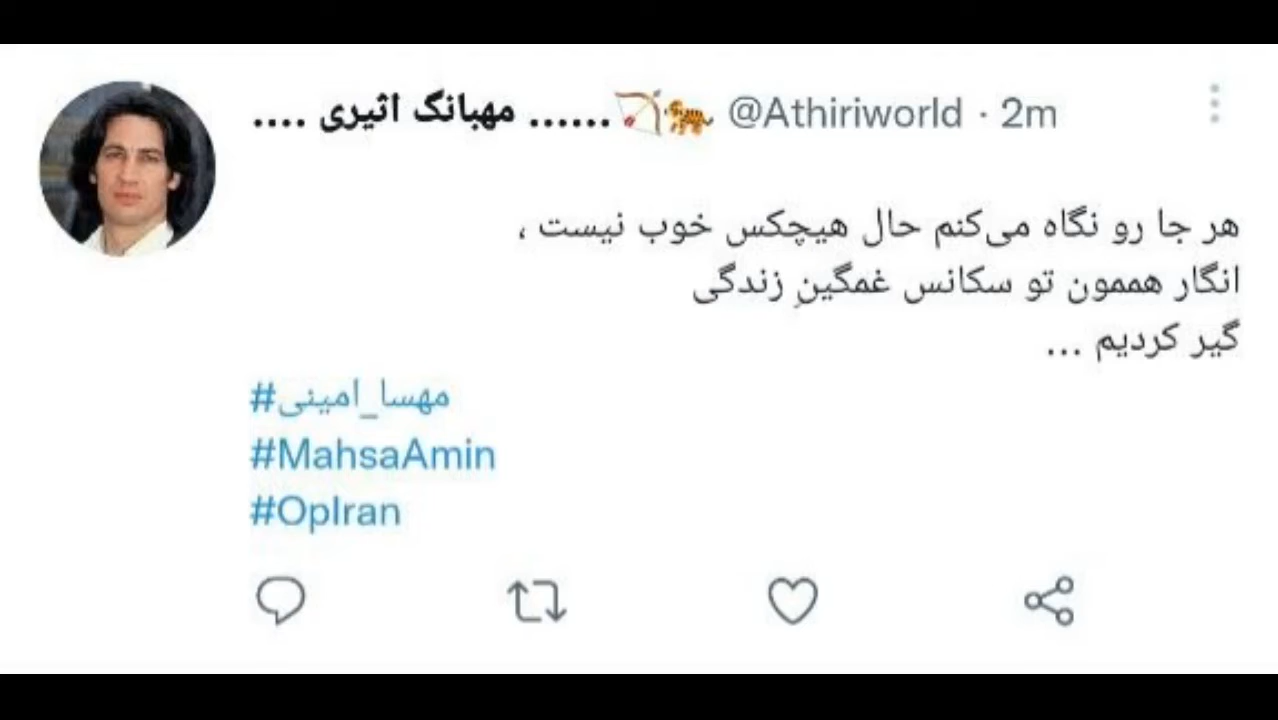 .... مهبانگ اثیری ......🏹🐅 @Athiriworld · 2m
هر جا رو نگاه می‌کنم حال هیچکس خوب نیست ،
انگار هممون تو سکانس غمگینِ زندگی
گیر کردیم ...
#مهسا_امینی
#MahsaAmin
#OpIran